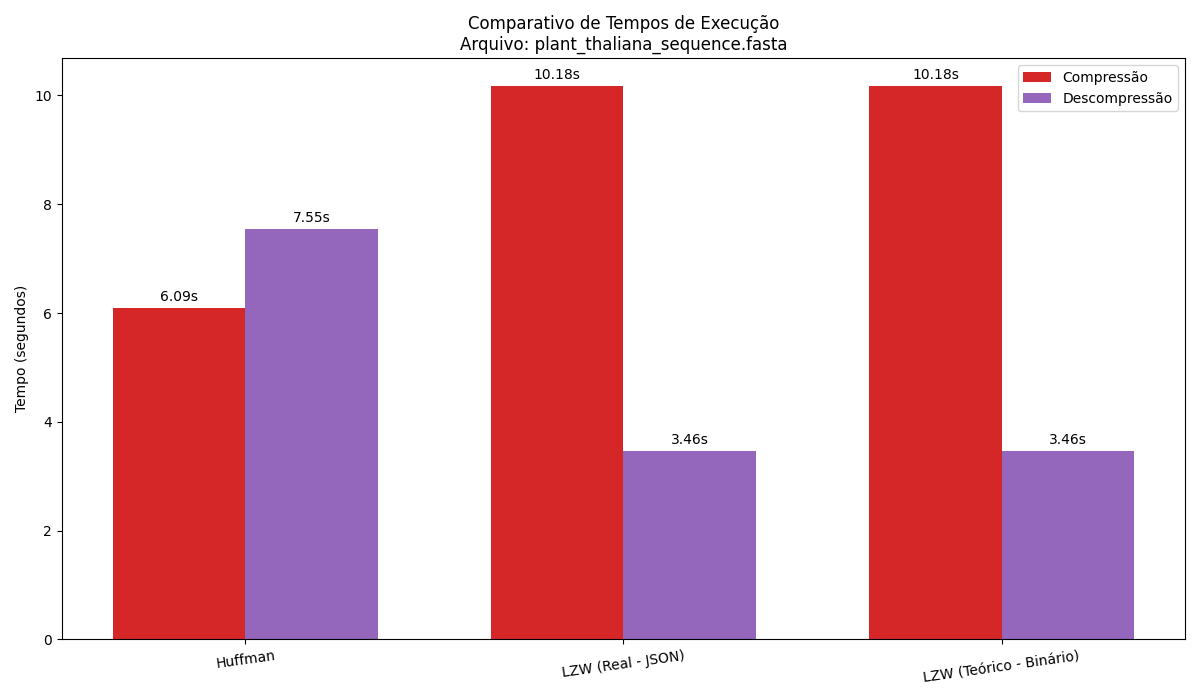 Comparativo de Tempos de Execução
Arquivo: plant_thaliana_sequence.fasta
Compressão
Descompressão
10.18s
10.18s
7.55s
6.09s
3.46s
3.46s
Tempo (segundos)
10
8
6
4
2
0
Huffman
LZW (Real - JSON)
LZW (Teórico - Binário)